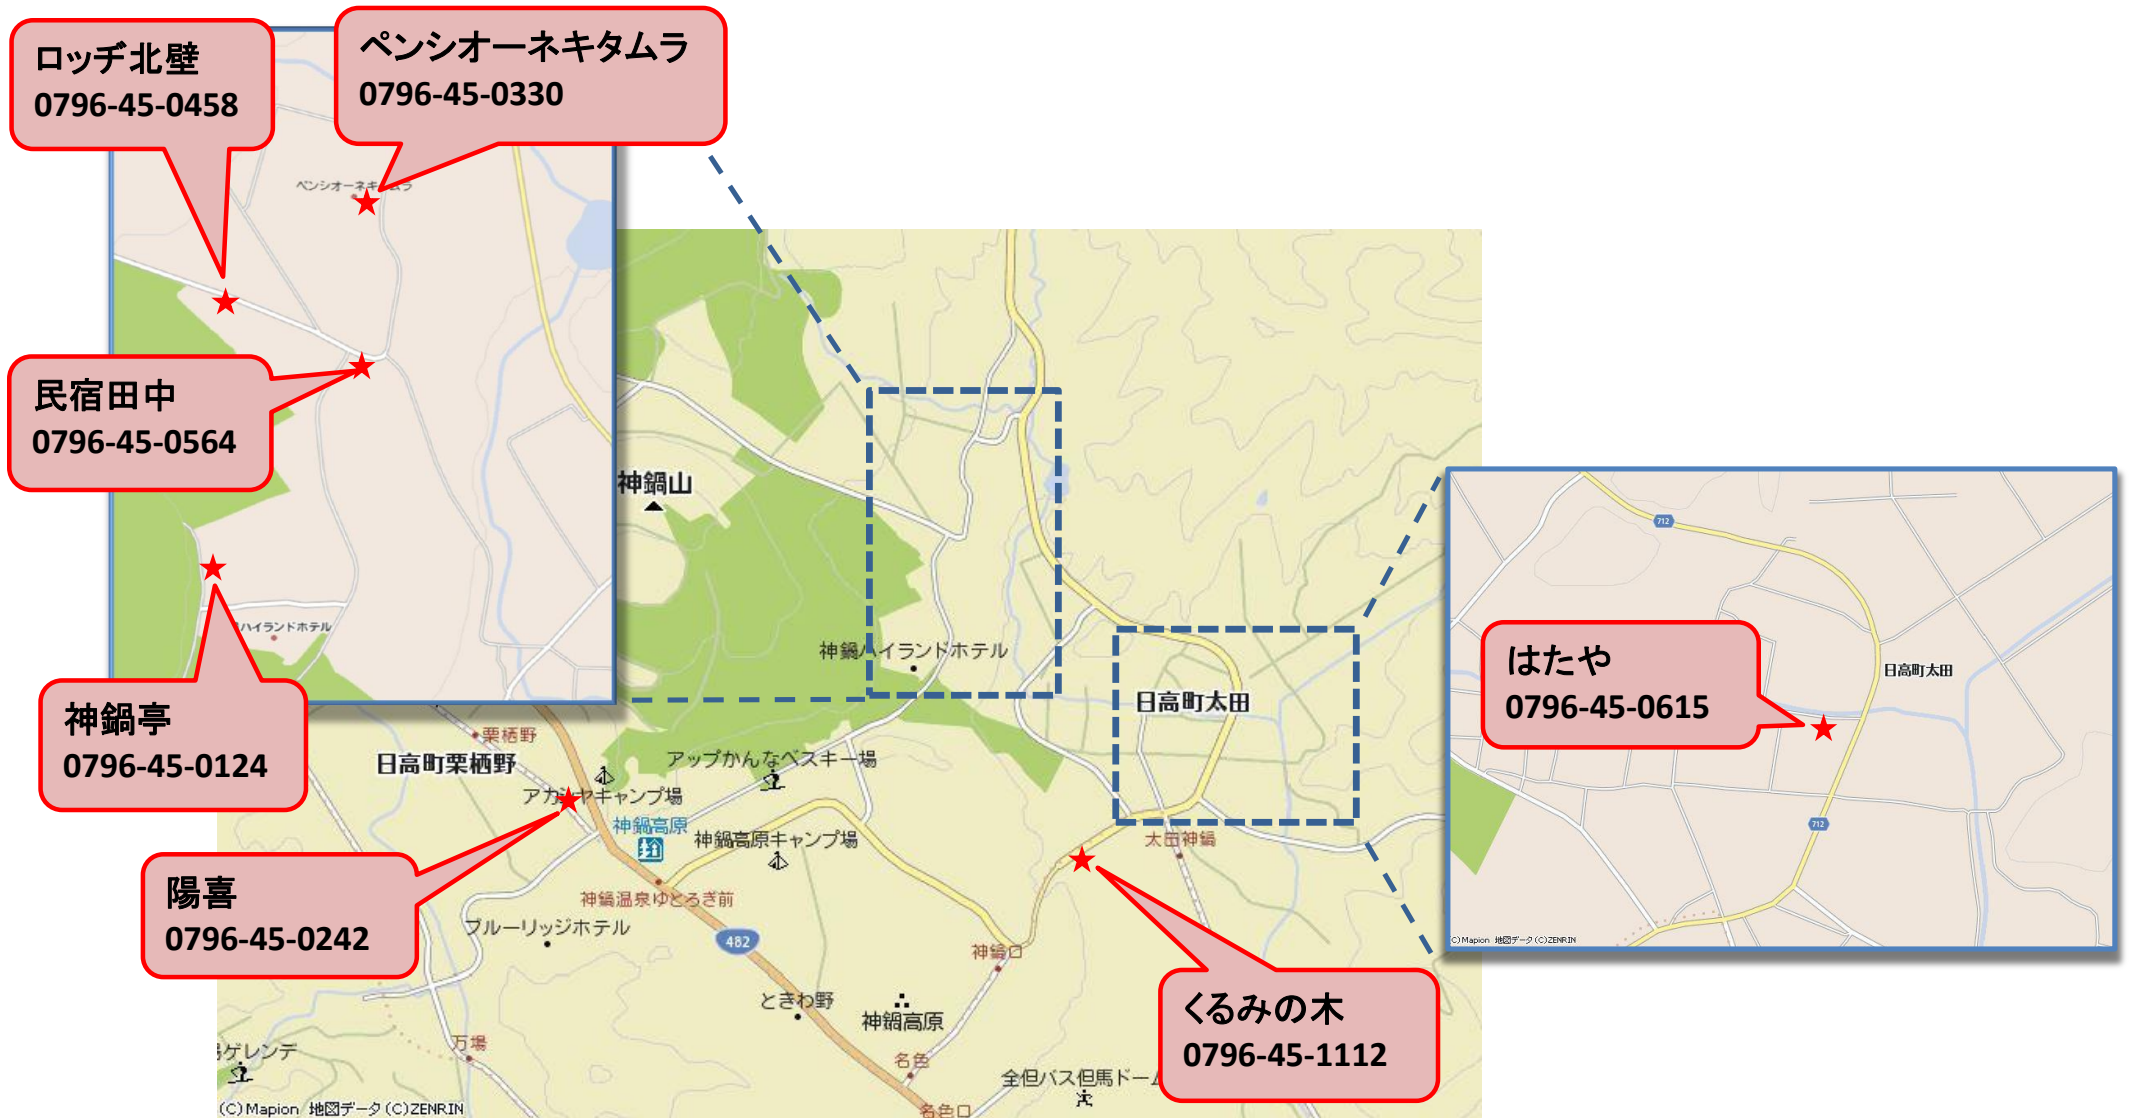 ロッヂ北壁
0796-45-0458
ペンシオーネキタムラ
0796-45-0330
民宿田中
0796-45-0564
ハイランドホテル
神鍋亭
0796-45-0124
陽喜
0796-45-0242
神鍋山
神鍋ハイランドホテル
日高町太田
栗栖野
日高町栗栖野
アップかんなべスキー場
アカシヤキャンプ場
神鍋高原
神鍋高原キャンプ場
太田神鍋
神鍋温泉ゆとろぎ前
ブルーリッジホテル
482
神鍋口
ときわ野
神鍋高原
万場
名色
ゲレンデ
全但バス但馬ドーム
名色口
(C)Mapion 地図データ(C)ZENRIN
くるみの木
0796-45-1112
712
はたや
0796-45-0615
日高町太田
712
C)Mapion 地図データ(C)ZENRIN